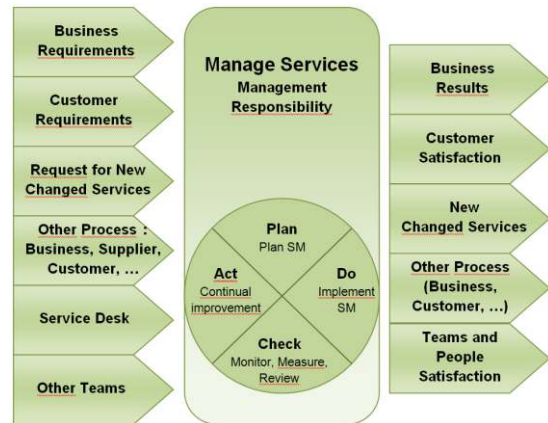 Business
Requirements
Customer
Requirements
Request for New
Changed Services
Other Process :
Business, Supplier,
Customer, ...
Service Desk
Other Teams
Manage Services
Management
Responsibility
Plan
Plan SM
Act
Continual
improvement
Do
Implement
SM
Check
Monitor, Measure,
Review
Business
Results
Customer
Satisfaction
New
Changed Services
Other Process
(Business,
Customer, ...)
Teams and
People
Satisfaction